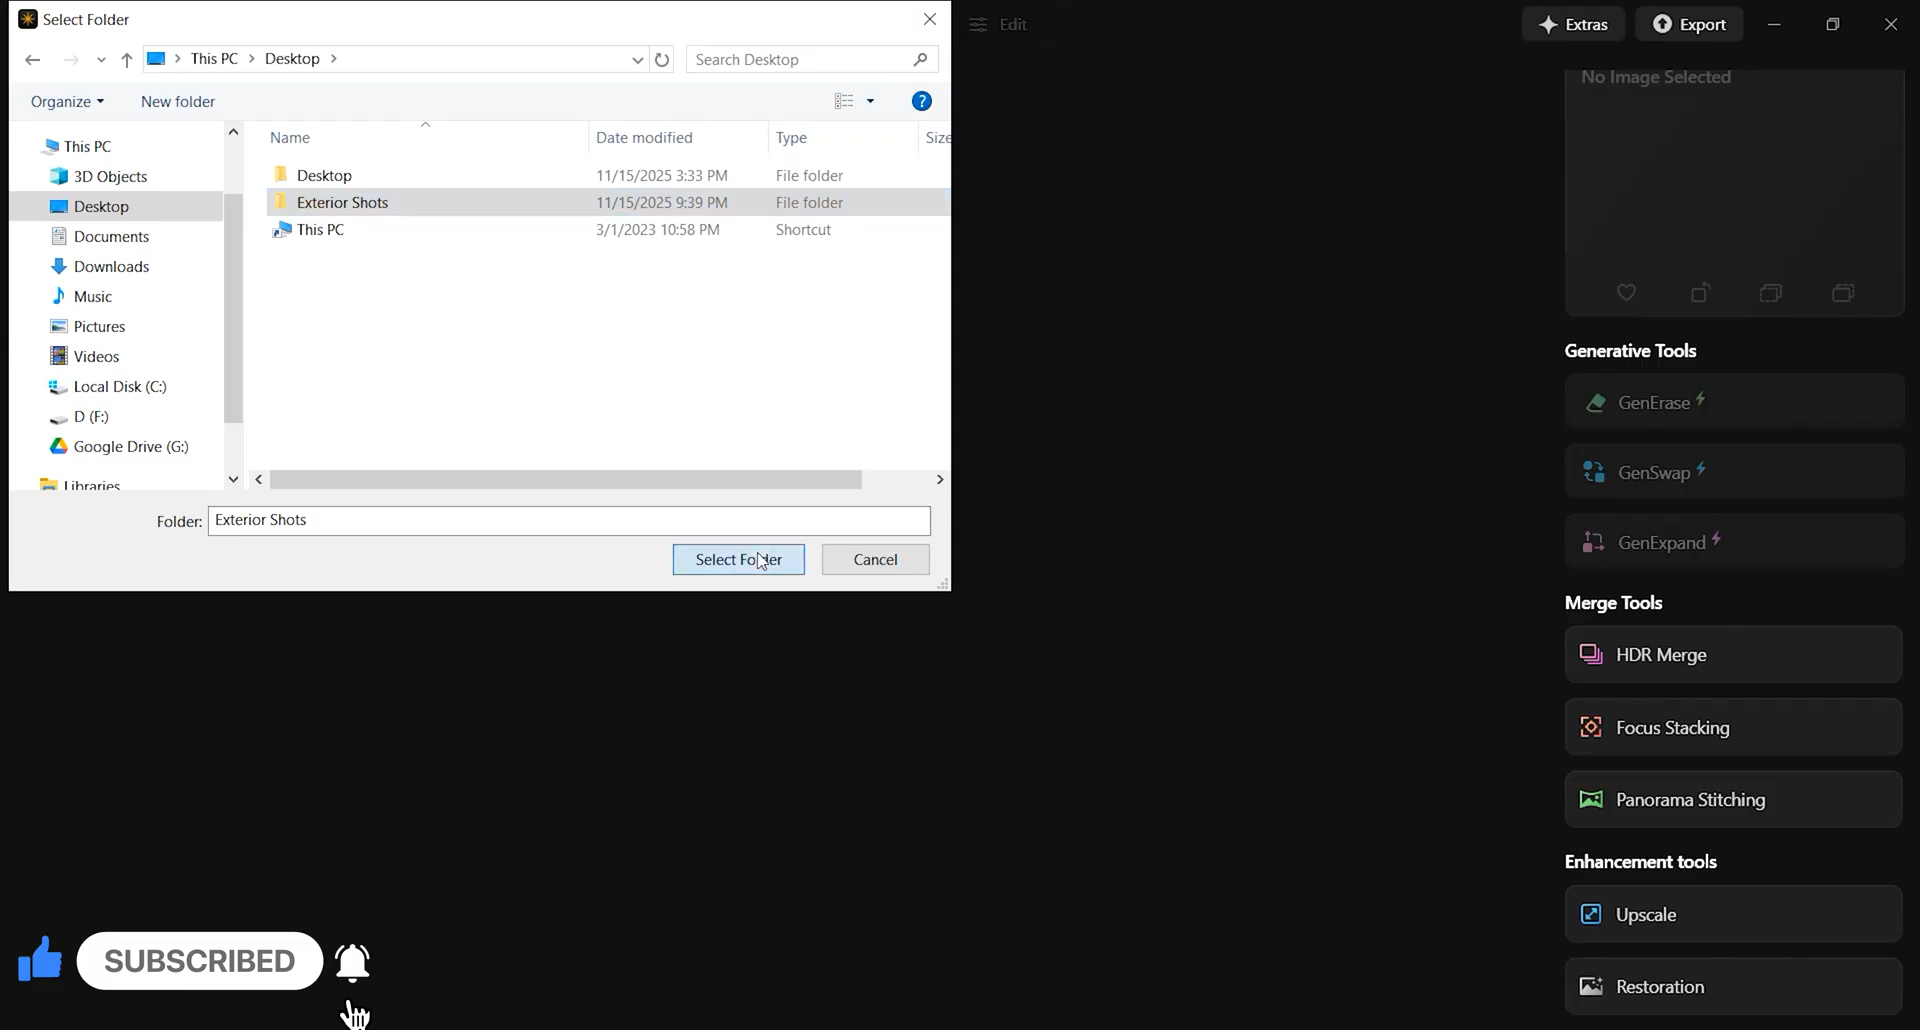 Select Folder
This PC
Desktop
Search Desktop
Organize
New folder
?
This PC
3D Objects
Desktop
Documents
Downloads
Music
Pictures
Videos
Local Disk (C:)
D (F:)
Google Drive (G:)
Libraries
Name
Date modified
Type
Size
Desktop
11/15/2025 3:33 PM
File folder
Exterior Shots
11/15/2025 9:39 PM
File folder
This PC
3/1/2023 10:58 PM
Shortcut
Folder:
Exterior Shots
Select Folder
Cancel
Edit
Extras
Export
No Image Selected
Generative Tools
GenErase
GenSwap
GenExpand
Merge Tools
HDR Merge
Focus Stacking
Panorama Stitching
Enhancement tools
Upscale
Restoration
SUBSCRIBED